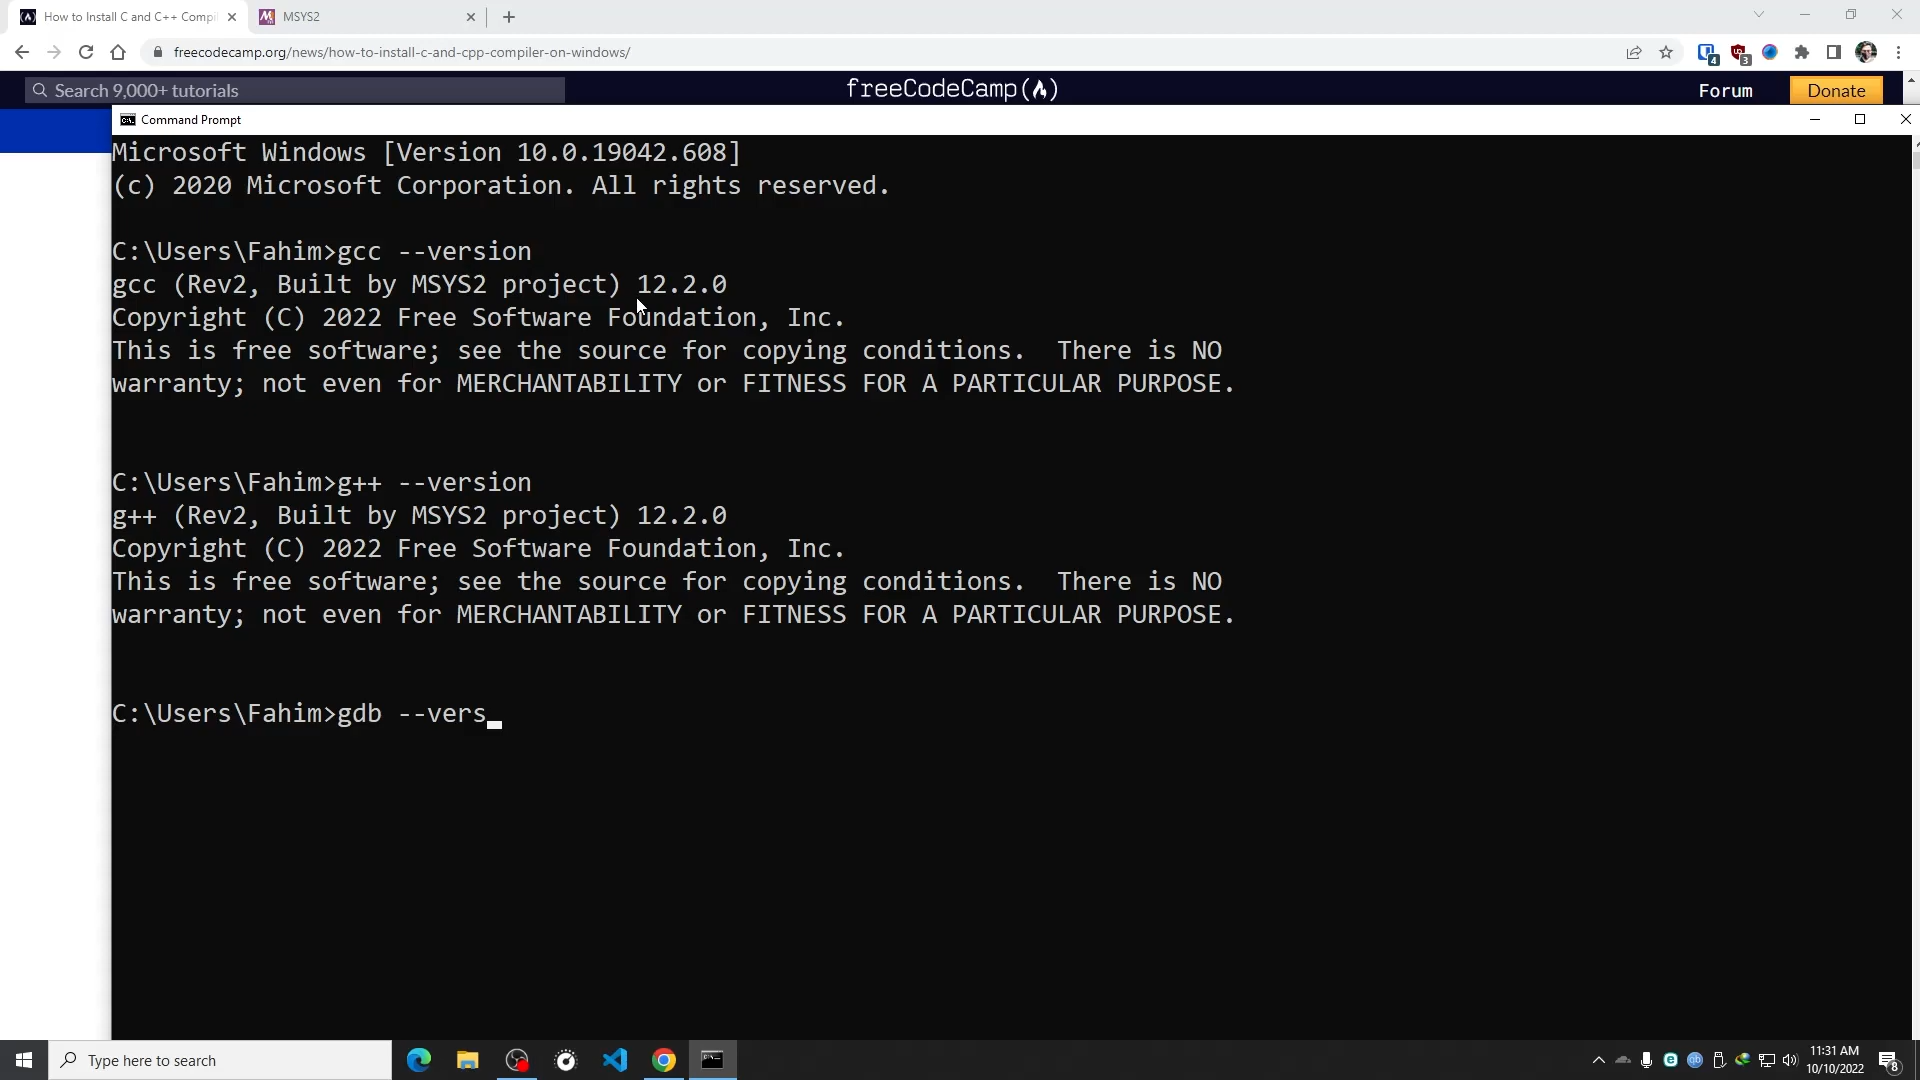 How to Install C and C++ Compi
MSYS2
freecodecamp.org/news/how-to-install-c-and-cpp-compiler-on-windows/
4
3
Search 9,000+ tutorials
freeCodeCamp
Forum
Donate
Command Prompt
Microsoft Windows [Version 10.0.19042.608]
(c) 2020 Microsoft Corporation. All rights reserved.
C:\Users\Fahim>gcc --version
gcc (Rev2, Built by MSYS2 project) 12.2.0
Copyright (C) 2022 Free Software Foundation, Inc.
This is free software; see the source for copying conditions.  There is NO
warranty; not even for MERCHANTABILITY or FITNESS FOR A PARTICULAR PURPOSE.
C:\Users\Fahim>g++ --version
g++ (Rev2, Built by MSYS2 project) 12.2.0
Copyright (C) 2022 Free Software Foundation, Inc.
This is free software; see the source for copying conditions.  There is NO
warranty; not even for MERCHANTABILITY or FITNESS FOR A PARTICULAR PURPOSE.
C:\Users\Fahim>gdb --vers
Type here to search
11:31 AM
10/10/2022
8